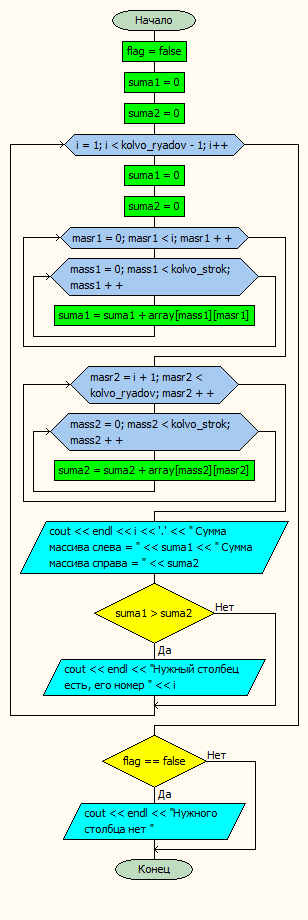 Начало
flag = false
suma1 = 0
suma2 = 0
i = 1; i < kolvo_ryadov - 1; i++
suma1 = 0
suma2 = 0
masr1 = 0; masr1 < i; masr1 + +
mass1 = 0; mass1 < kolvo_strok;
mass1 + +
suma1 = suma1 + array[mass1][masr1]
masr2 = i + 1; masr2 <
kolvo_ryadov; masr2 + +
mass2 = 0; mass2 < kolvo_strok;
mass2 + +
suma2 = suma2 + array[mass2][masr2]
cout << endl << i << '.' << " Сумма
массива слева = " << suma1 << " Сумма
массива справа = " << suma2
suma1 > suma2
Нет
Да
cout << endl << "Нужный столбец
есть, его номер " << i
flag == false
Нет
Да
cout << endl << "Нужного
столбца нет "
Конец